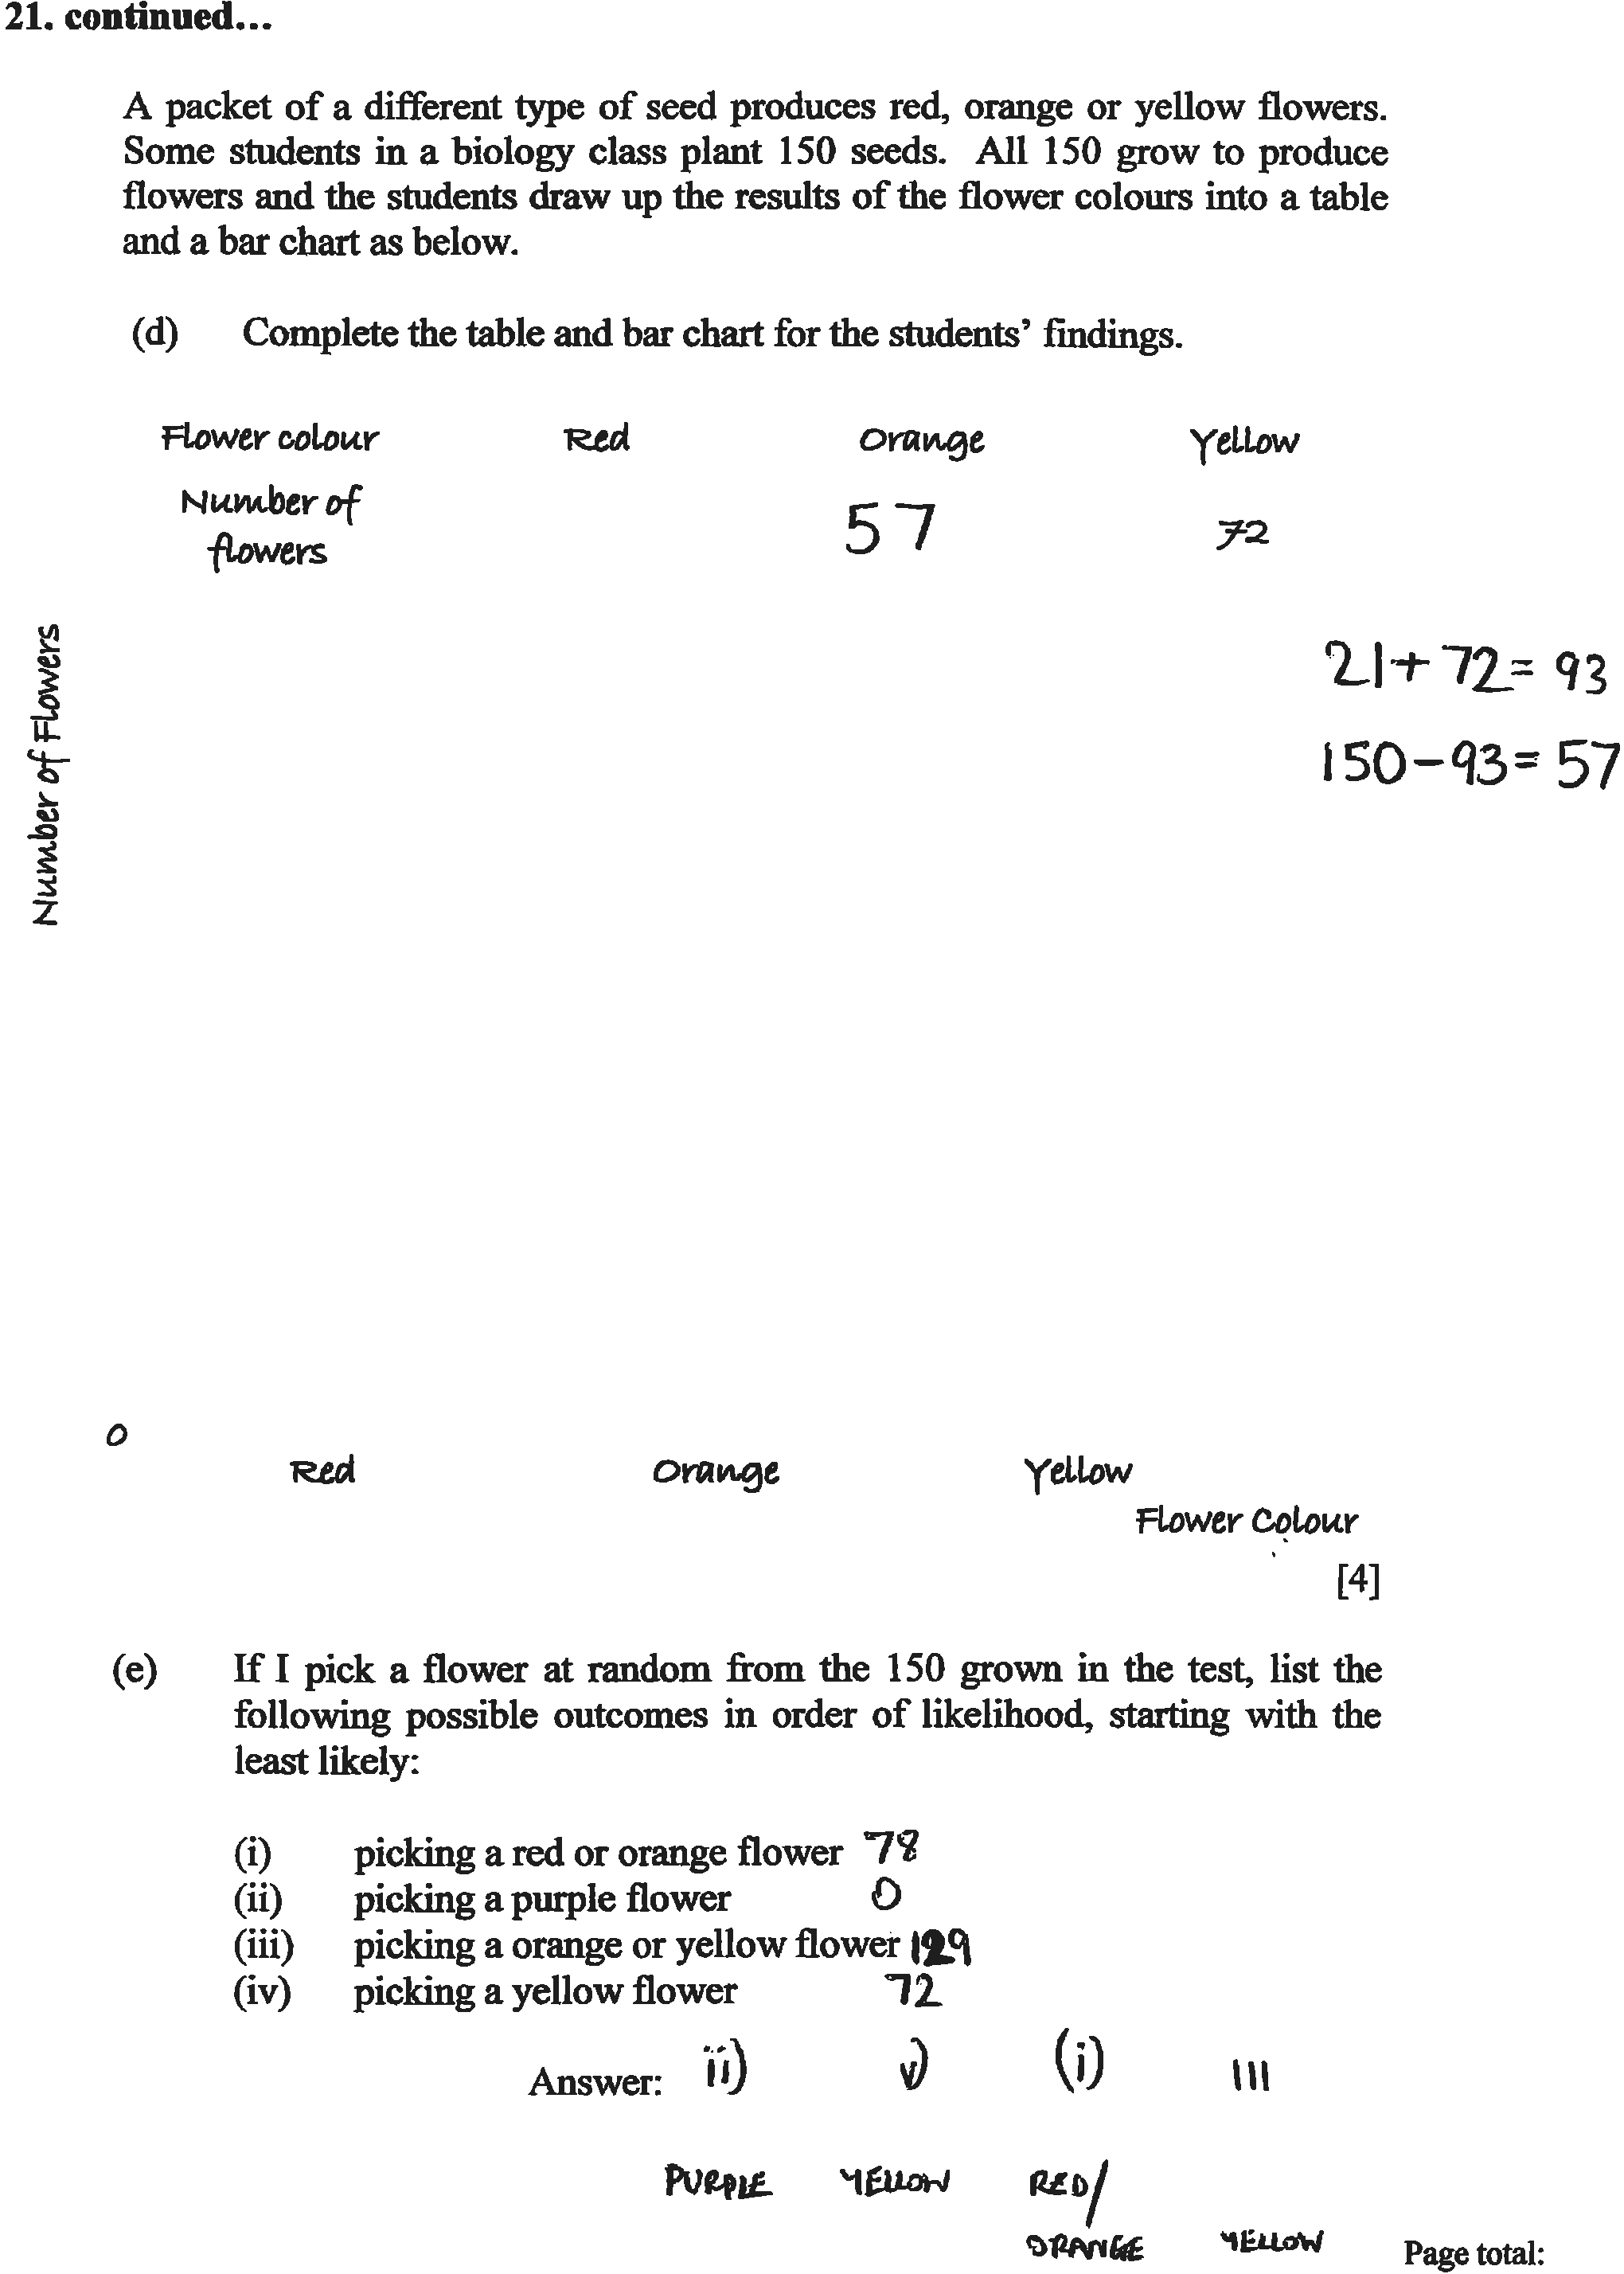 21. continued...
A packet of a different type of seed produces red, orange or yellow flowers.
Some students in a biology class plant 150 seeds. All 150 grow to produce
flowers and the students draw up the results of the flower colours into a table
and a bar chart as below.
(d) Complete the table and bar chart for the students' findings.
Flower colour Red Orange Yellow
Number of
flowers
57 72
Number of Flowers
21+72= 93
150-93= 57
0
Red Orange Yellow
Flower Colour
[4]
(e) If I pick a flower at random from the 150 grown in the test, list the
following possible outcomes in order of likelihood, starting with the
least likely:
(i) picking a red or orange flower 78
(ii) picking a purple flower 0
(iii) picking a orange or yellow flower 129
(iv) picking a yellow flower 72
Answer: ii) v) (i) III
PURPLE YELLOW RED/
ORANGE YELLOW
Page total: